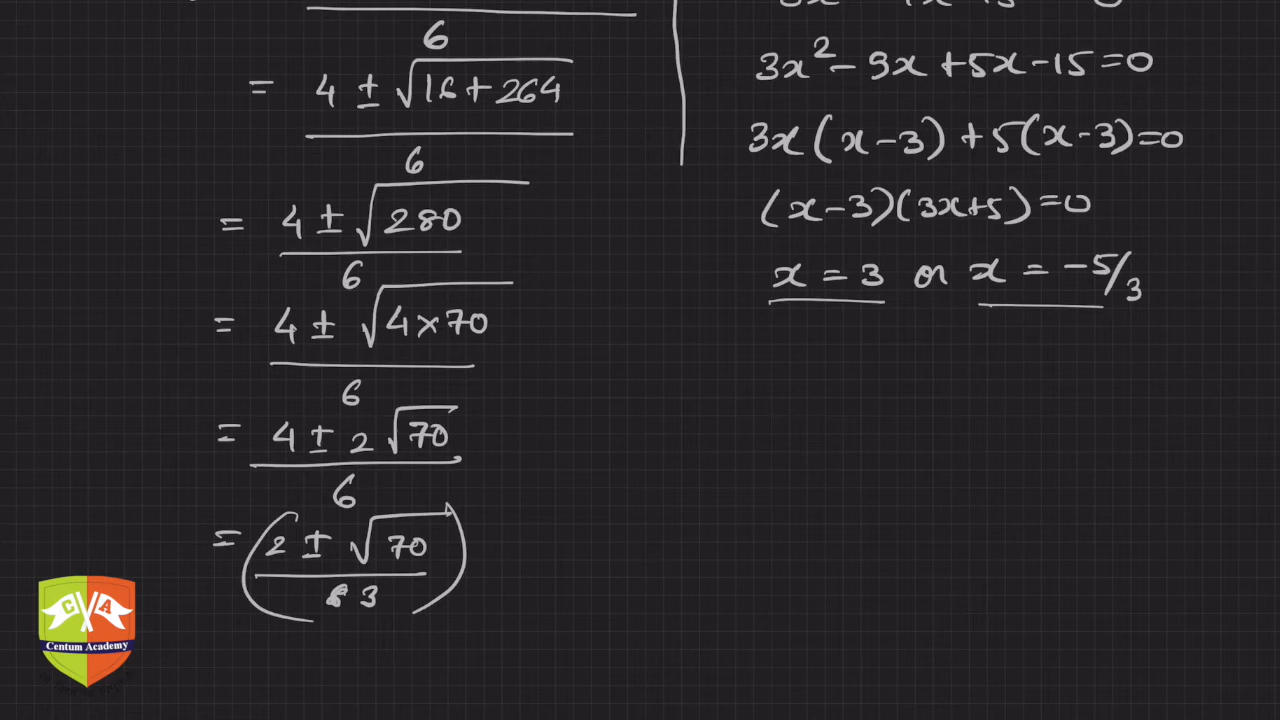 6
= 4 ± √16 + 264
6
= 4 ± √280
6
= 4 ± √4 × 70
6
= 4 ± 2 √70
6
= (2 ± √70
3)
3x² - 9x + 5x - 15 = 0
3x(x - 3) + 5(x - 3) = 0
(x - 3)(3x + 5) = 0
x = 3 or x = -5/3
C A
Centum Academy